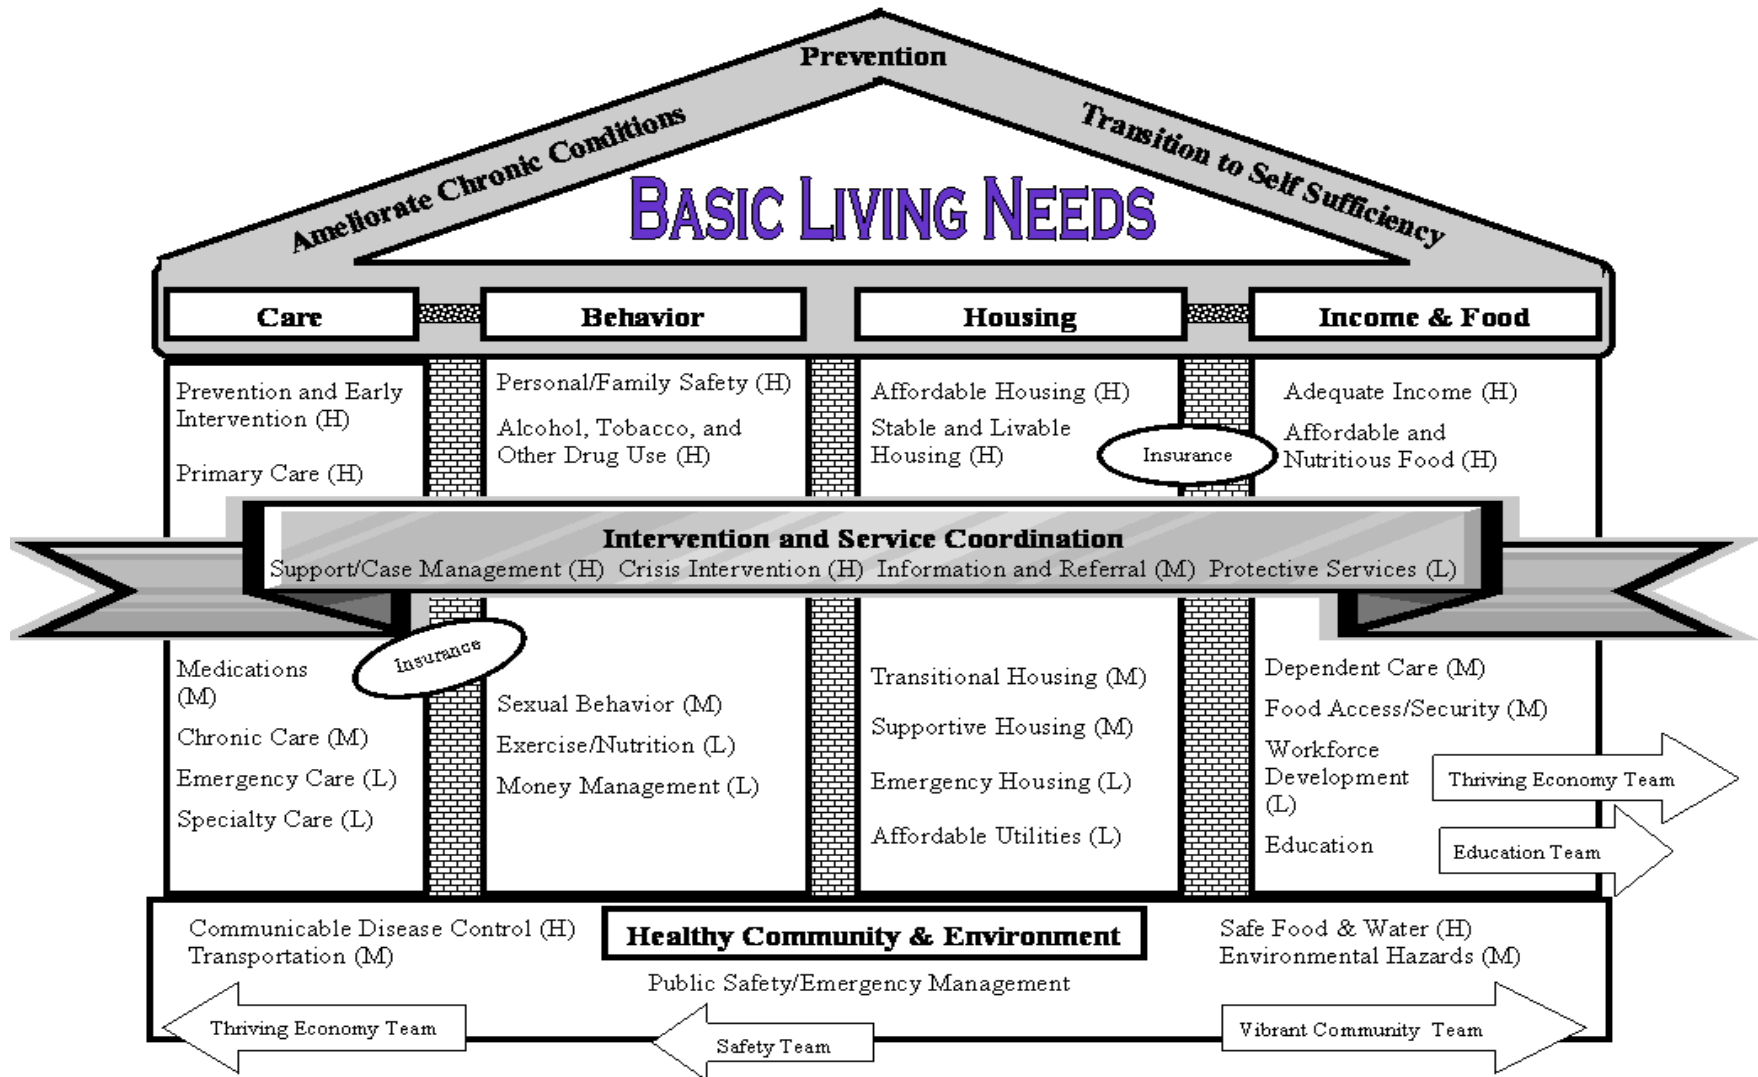 Prevention
Ameliorate Chronic Conditions
Transition to Self Sufficiency
BASIC LIVING NEEDS
Care
Behavior
Housing
Income & Food
Prevention and Early
Intervention (H)
Primary Care (H)
Personal/Family Safety (H)
Alcohol, Tobacco, and
Other Drug Use (H)
Affordable Housing (H)
Stable and Livable
Housing (H)
Insurance
Adequate Income (H)
Affordable and
Nutritious Food (H)
Intervention and Service Coordination
Support/Case Management (H) Crisis Intervention (H) Information and Referral (M) Protective Services (L)
Insurance
Medications
(M)
Chronic Care (M)
Emergency Care (L)
Specialty Care (L)
Sexual Behavior (M)
Exercise/Nutrition (L)
Money Management (L)
Transitional Housing (M)
Supportive Housing (M)
Emergency Housing (L)
Affordable Utilities (L)
Dependent Care (M)
Food Access/Security (M)
Workforce
Development
(L)
Thriving Economy Team
Education
Education Team
Communicable Disease Control (H)
Transportation (M)
Healthy Community & Environment
Safe Food & Water (H)
Environmental Hazards (M)
Public Safety/Emergency Management
Thriving Economy Team
Safety Team
Vibrant Community Team